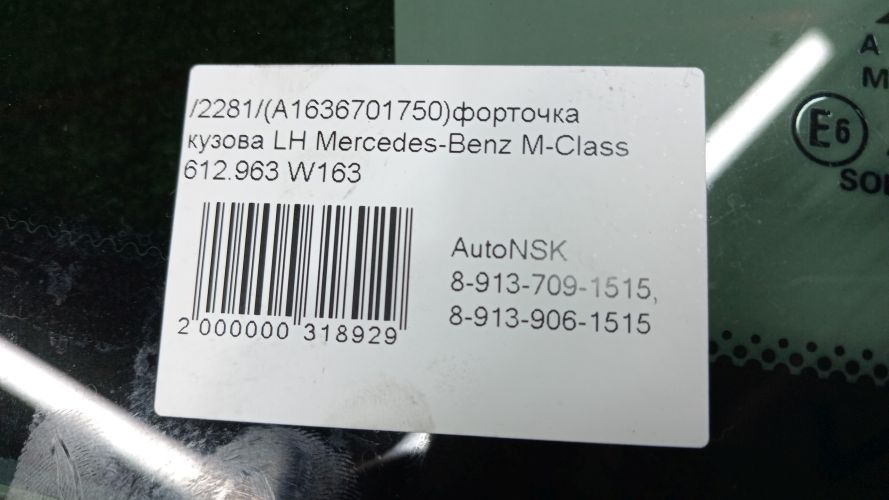 /2281/(A1636701750)форточка
кузова LH Mercedes-Benz M-Class
612.963 W163
2 000000 318929
AutoNSK
8-913-709-1515,
8-913-906-1515
A
M
E6